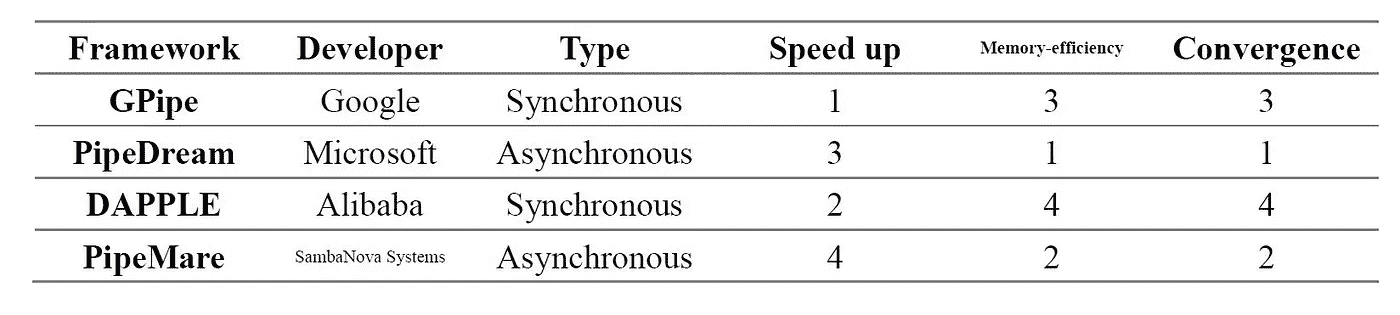 Framework Developer Type Speed up Memory-efficiency Convergence
GPipe Google Synchronous 1 3 3
PipeDream Microsoft Asynchronous 3 1 1
DAPPLE Alibaba Synchronous 2 4 4
PipeMare SambaNova Systems Asynchronous 4 2 2